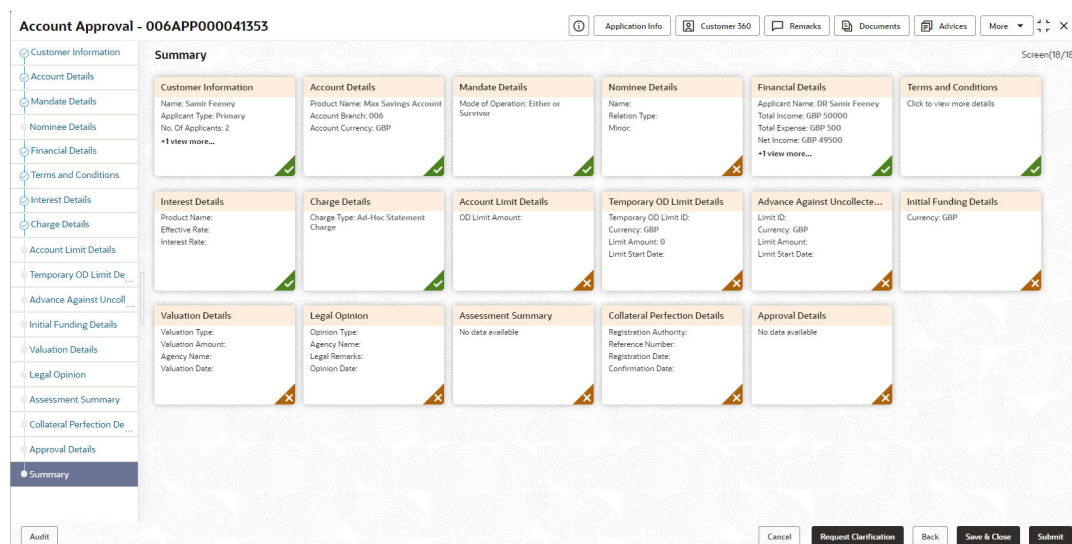 Account Approval - 006APP000041353
Application Info
Customer 360
Remarks
Documents
Advices
More
Customer Information
Account Details
Mandate Details
Nominee Details
Financial Details
Terms and Conditions
Interest Details
Charge Details
Account Limit Details
Temporary OD Limit De...
Advance Against Uncoll...
Initial Funding Details
Valuation Details
Legal Opinion
Assessment Summary
Collateral Perfection De...
Approval Details
Summary
Summary
Screen(18/18
Customer Information
Name: Samir Feeney
Applicant Type: Primary
No. Of Applicants: 2
+1 view more...
Account Details
Product Name: Max Savings Account
Account Branch: 006
Account Currency: GBP
Mandate Details
Mode of Operation: Either or
Survivor
Nominee Details
Name:
Relation Type:
Minor:
Financial Details
Applicant Name: DR Samir Feeney
Total Income: GBP 50000
Total Expense: GBP 500
Net Income: GBP 49500
+1 view more...
Terms and Conditions
Click to view more details
Interest Details
Product Name:
Effective Rate:
Interest Rate:
Charge Details
Charge Type: Ad-Hoc Statement
Charge
Account Limit Details
OD Limit Amount:
Temporary OD Limit Details
Temporary OD Limit ID:
Currency: GBP
Limit Amount: 0
Limit Start Date:
Advance Against Uncollecte...
Limit ID:
Currency: GBP
Limit Amount:
Limit Start Date:
Initial Funding Details
Currency: GBP
Valuation Details
Valuation Type:
Valuation Amount:
Agency Name:
Valuation Date:
Legal Opinion
Opinion Type:
Agency Name:
Legal Remarks:
Opinion Date:
Assessment Summary
No data available
Collateral Perfection Details
Registration Authority:
Reference Number:
Registration Date:
Confirmation Date:
Approval Details
No data available
Audit
Cancel
Request Clarification
Back
Save & Close
Submit